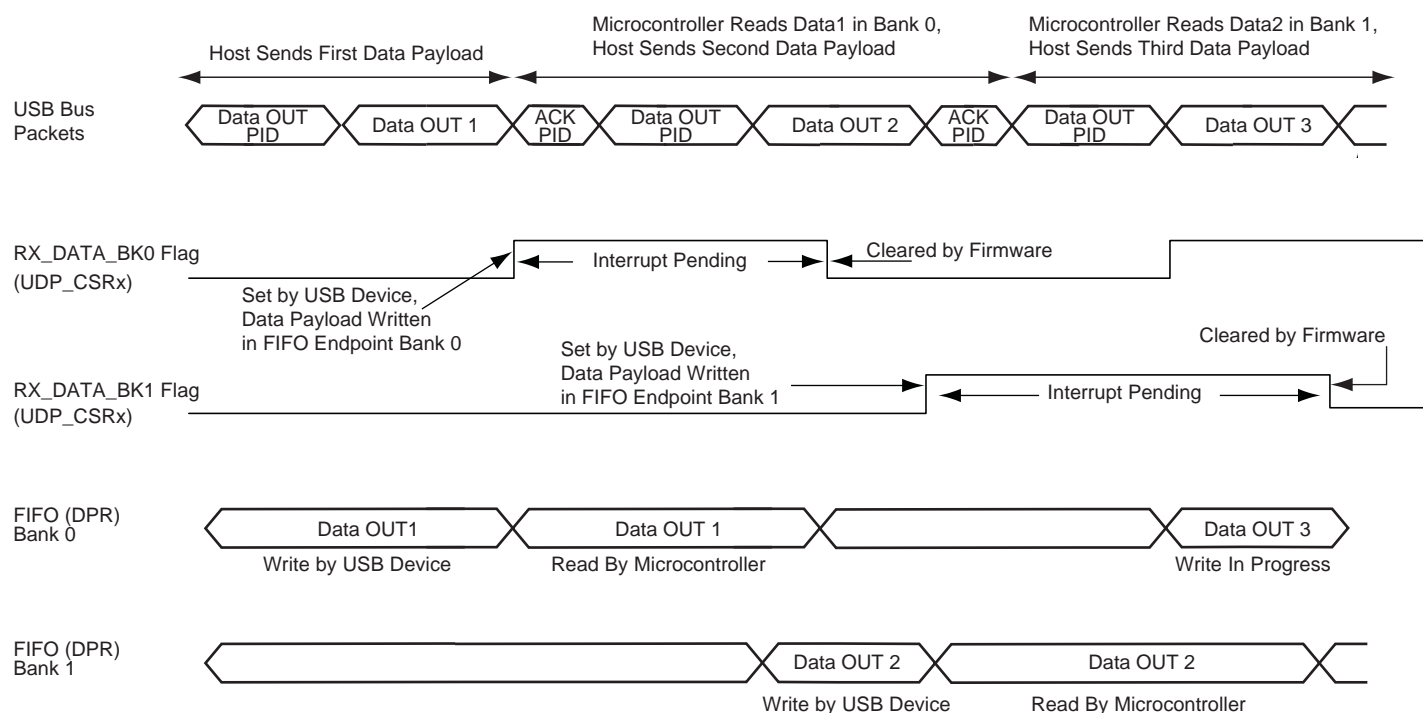 Host Sends First Data Payload
Microcontroller Reads Data1 in Bank 0,
Host Sends Second Data Payload
Microcontroller Reads Data2 in Bank 1,
Host Sends Third Data Payload
USB Bus
Packets
Data OUT
PID
Data OUT 1
ACK
PID
Data OUT
PID
Data OUT 2
ACK
PID
Data OUT
PID
Data OUT 3
RX_DATA_BK0 Flag
(UDP_CSRx)
Interrupt Pending
Cleared by Firmware
Set by USB Device,
Data Payload Written
in FIFO Endpoint Bank 0
Cleared by Firmware
Set by USB Device,
Data Payload Written
in FIFO Endpoint Bank 1
RX_DATA_BK1 Flag
(UDP_CSRx)
Interrupt Pending
FIFO (DPR)
Bank 0
Data OUT1
Data OUT 1
Data OUT 3
Write by USB Device
Read By Microcontroller
Write In Progress
FIFO (DPR)
Bank 1
Data OUT 2
Data OUT 2
Write by USB Device
Read By Microcontroller